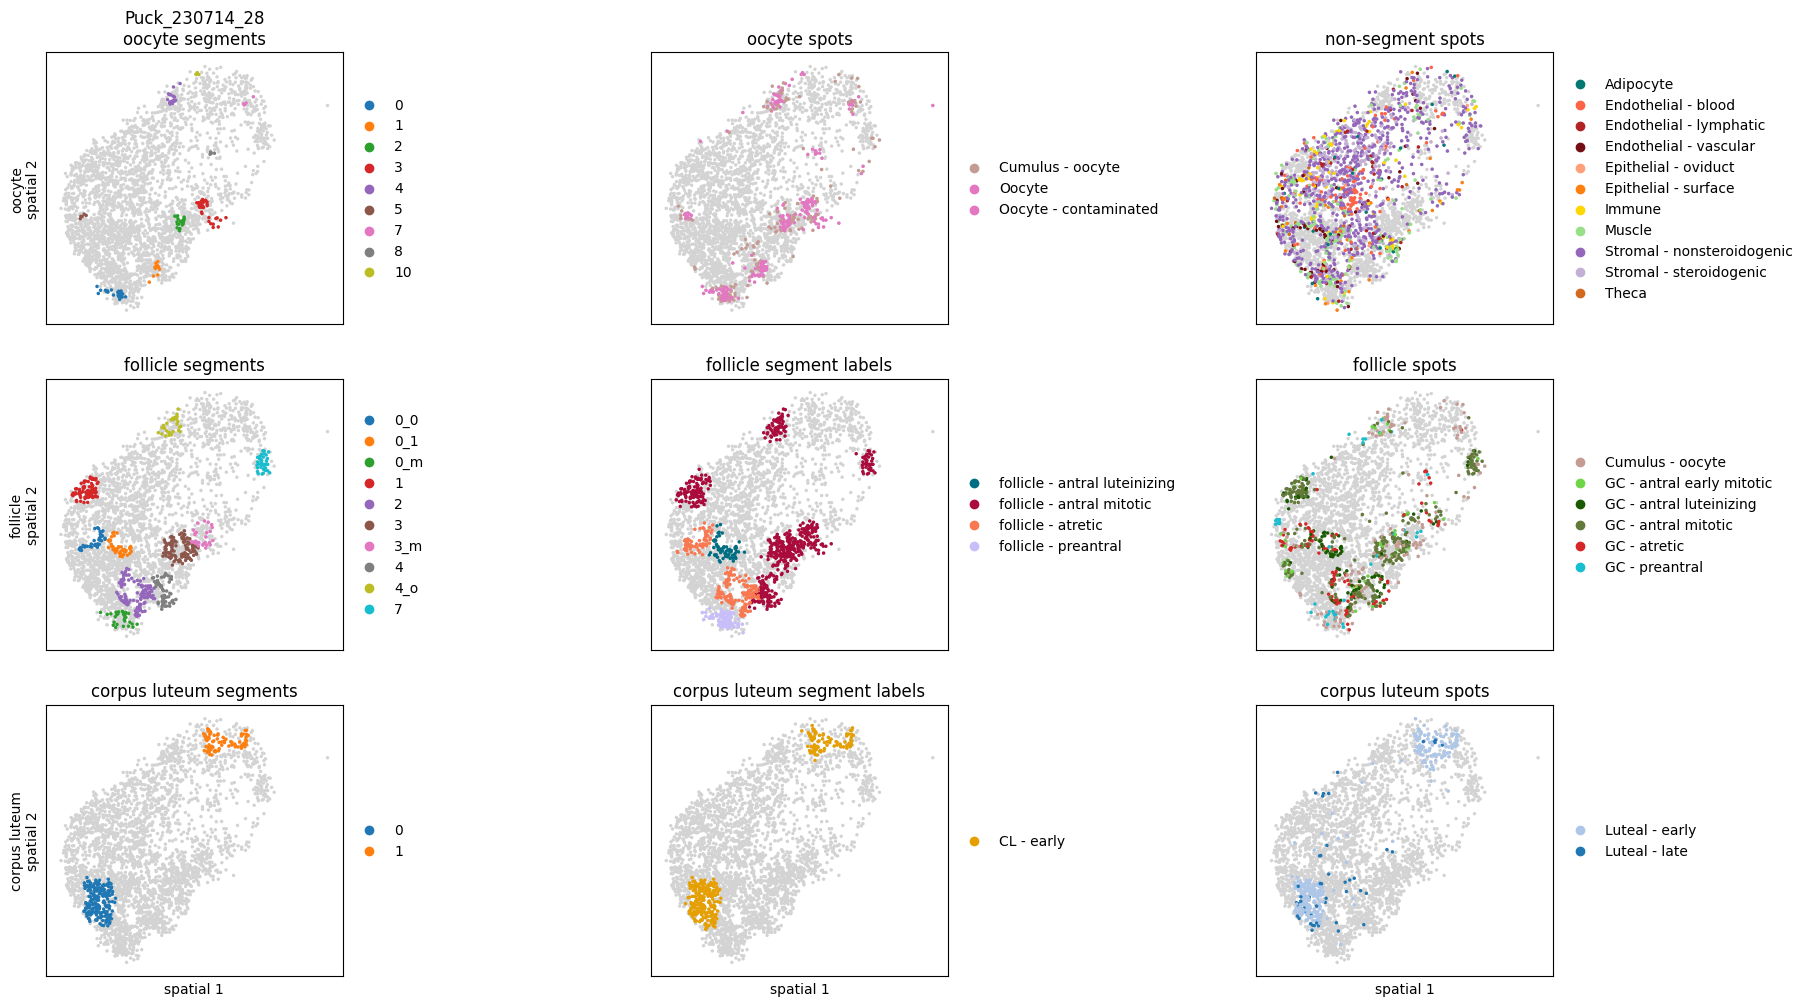 Puck_230714_28
oocyte segments
oocyte
spatial 2
0
1
2
3
4
5
7
8
10
oocyte spots
Cumulus - oocyte
Oocyte
Oocyte - contaminated
non-segment spots
Adipocyte
Endothelial - blood
Endothelial - lymphatic
Endothelial - vascular
Epithelial - oviduct
Epithelial - surface
Immune
Muscle
Stromal - nonsteroidogenic
Stromal - steroidogenic
Theca
follicle segments
follicle
spatial 2
0_0
0_1
0_m
1
2
3
3_m
4
4_o
7
follicle segment labels
follicle - antral luteinizing
follicle - antral mitotic
follicle - atretic
follicle - preantral
follicle spots
Cumulus - oocyte
GC - antral early mitotic
GC - antral luteinizing
GC - antral mitotic
GC - atretic
GC - preantral
corpus luteum segments
corpus luteum
spatial 2
0
1
spatial 1
corpus luteum segment labels
CL - early
spatial 1
corpus luteum spots
Luteal - early
Luteal - late
spatial 1